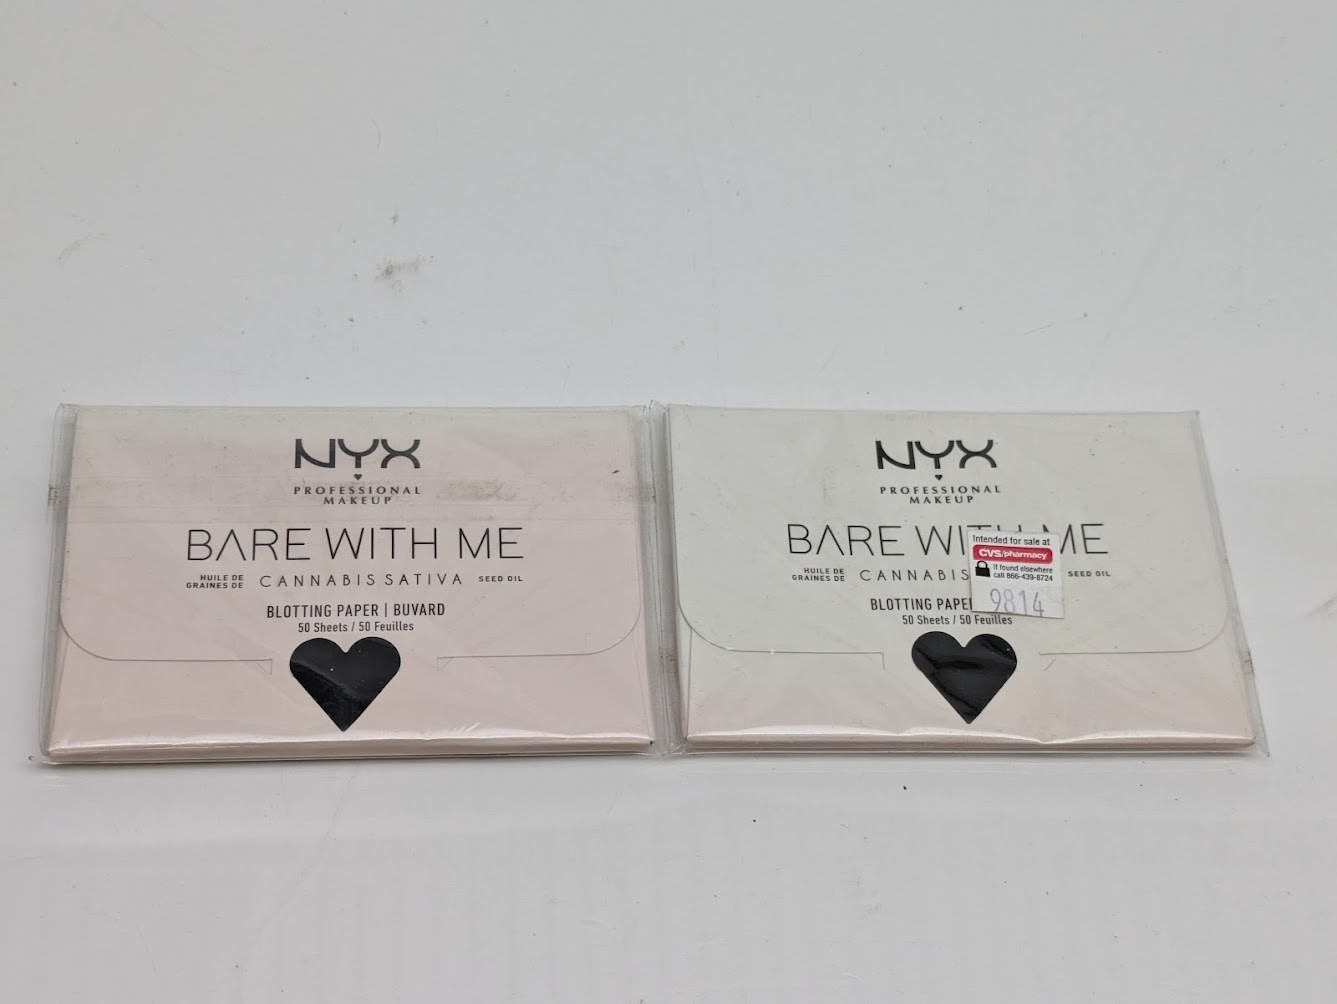 NYX
PROFESSIONAL
MAKEUP
BARE WITH ME
HUILE DE
GRAINES DE
CANNABIS SATIVA
SEED OIL
BLOTTING PAPER | BUVARD
50 Sheets / 50 Feuilles
NYX
PROFESSIONAL
MAKEUP
BARE WITH ME
HUILE DE
GRAINES DE
CANNABIS
SEED OIL
BLOTTING PAPE
50 Sheets / 50 Feuilles
Intended for sale at
CVS/pharmacy
If found elsewhere
call 866-439-8724
9814